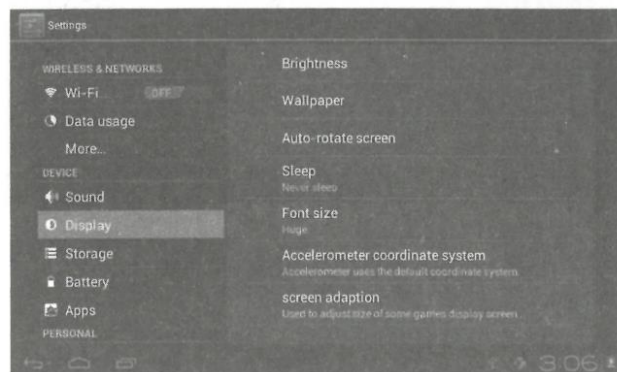 Settings
WIRELESS & NETWORKS
Wi-Fi OFF
Data usage
More...
DEVICE
Sound
Display
Storage
Battery
Apps
PERSONAL
Brightness
Wallpaper
Auto-rotate screen
Sleep
Never sleep
Font size
Huge
Accelerometer coordinate system
Accelerometer uses the default coordinate system
screen adaption
Used to adjust size of some games display screen
3:06